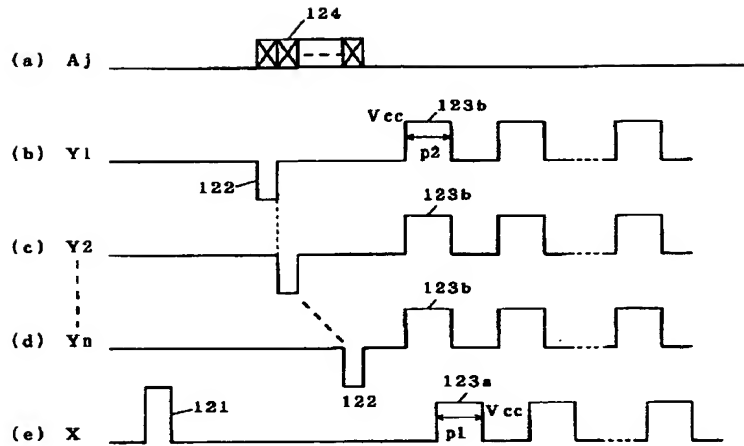 124
(a) Aj
Vcc 123b
(b) Y1 p2
122
123b
(c) Y2
123b
(d) Yn
122 123a
121 Vcc
(e) X p1